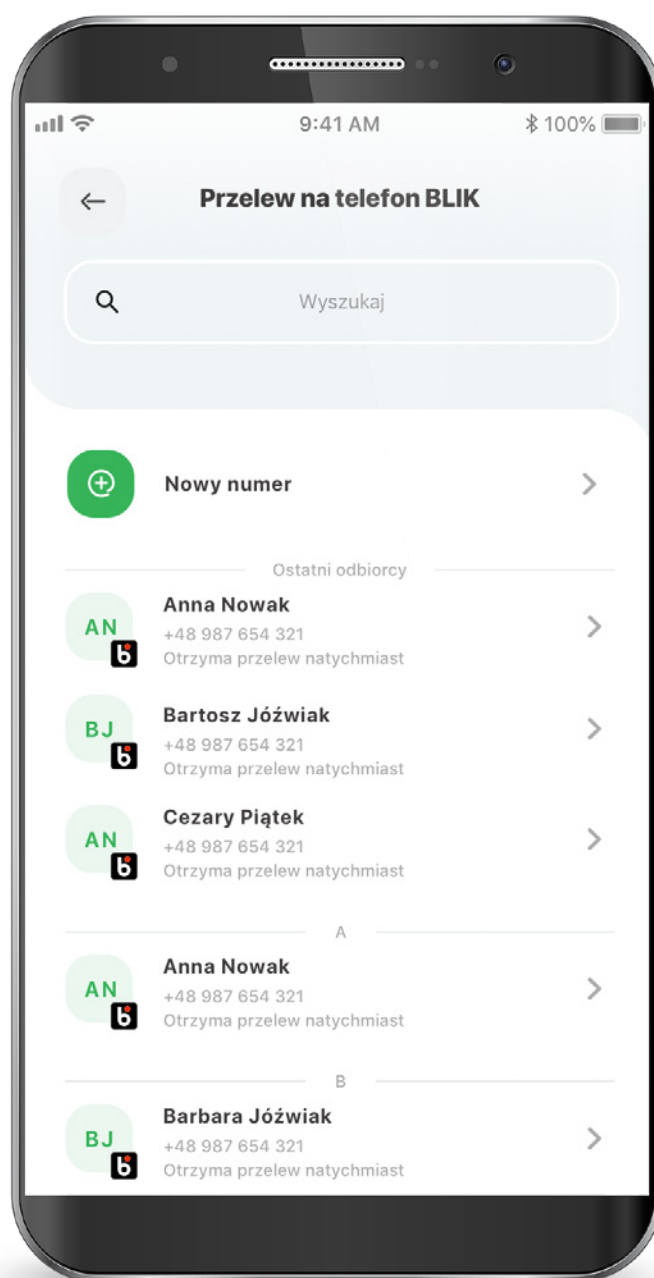 9:41 AM
100%
Przelew na telefon BLIK
Wyszukaj
Nowy numer
Ostatni odbiorcy
AN
Anna Nowak
+48 987 654 321
Otrzyma przelew natychmiast
BJ
Bartosz Jóźwiak
+48 987 654 321
Otrzyma przelew natychmiast
AN
Cezary Piątek
+48 987 654 321
Otrzyma przelew natychmiast
A
AN
Anna Nowak
+48 987 654 321
Otrzyma przelew natychmiast
B
BJ
Barbara Jóźwiak
+48 987 654 321
Otrzyma przelew natychmiast